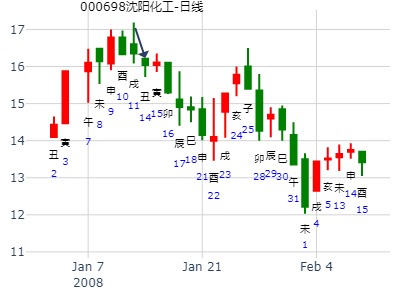 000698沈阳化工-日线
17
16
15
14
13
12
11
丑
2
寅
3
午
7
未
8
申
9
酉
10
戌
11
丑
14
寅
15
卯
16
辰
17
巳
18
申
21
酉
22
戌
23
亥
24
子
25
卯
28
辰
29
巳
30
午
31
未
1
戌
4
亥
5
未
13
申
14
酉
15
Jan 7
2008
Jan 21
Feb 4